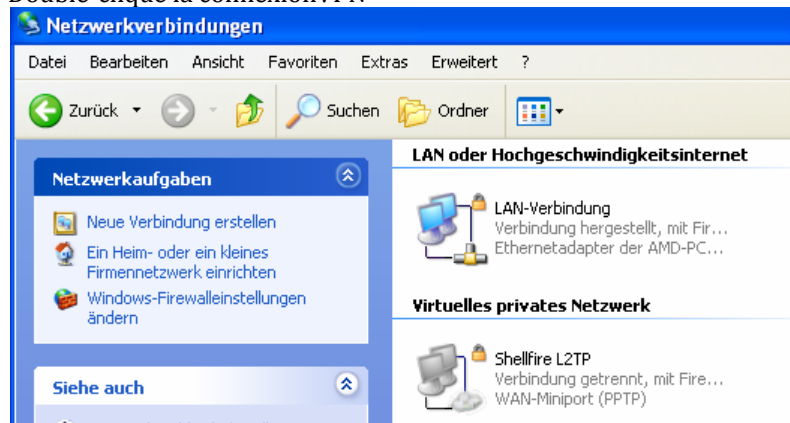 Double-clique la connexion VPN
Netzwerkverbindungen
Datei Bearbeiten Ansicht Favoriten Extras Erweitert ?
Zurück Suchen Ordner
Netzwerkaufgaben
Neue Verbindung erstellen
Ein Heim- oder ein kleines
Firmennetzwerk einrichten
Windows-Firewalleinstellungen
ändern
Siehe auch
LAN oder Hochgeschwindigkeitsinternet
LAN-Verbindung
Verbindung hergestellt, mit Fir...
Ethernetadapter der AMD-PC...
Virtuelles privates Netzwerk
Shellfire L2TP
Verbindung getrennt, mit Fire...
WAN-Miniport (PPTP)